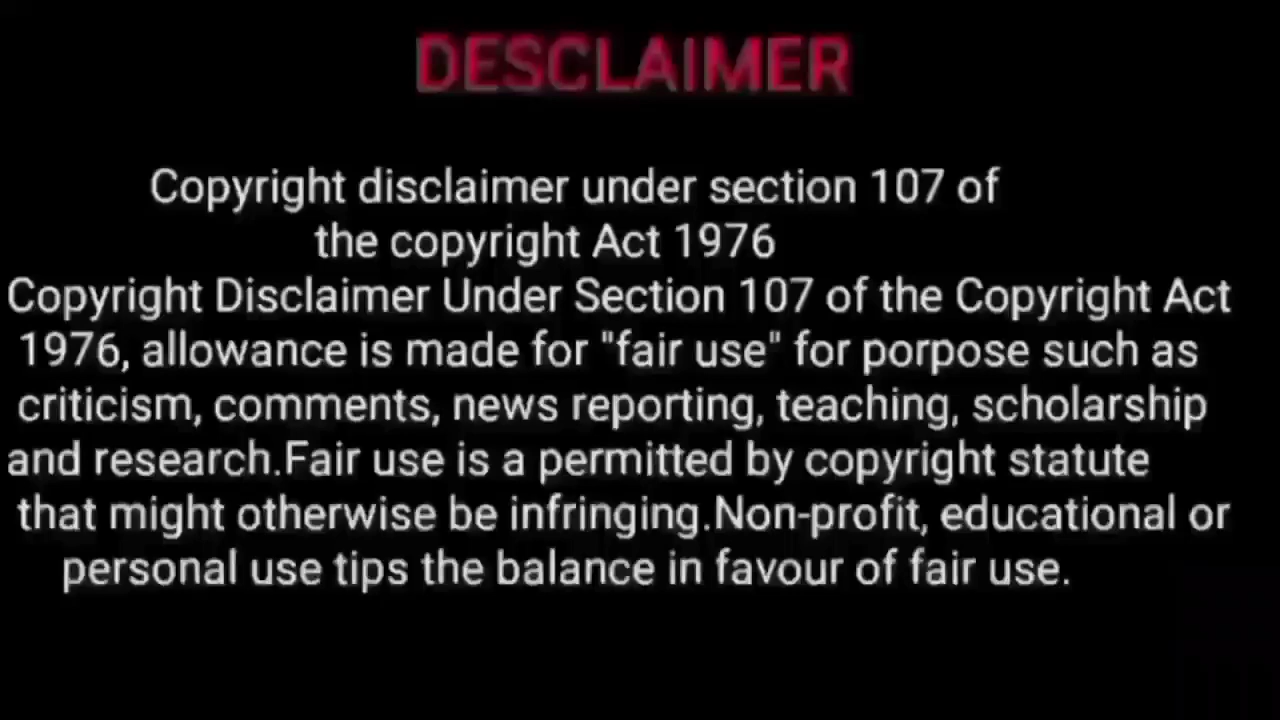 DESCLAIMER
Copyright disclaimer under section 107 of
the copyright Act 1976
Copyright Disclaimer Under Section 107 of the Copyright Act
1976, allowance is made for "fair use" for porpose such as
criticism, comments, news reporting, teaching, scholarship
and research.Fair use is a permitted by copyright statute
that might otherwise be infringing.Non-profit, educational or
personal use tips the balance in favour of fair use.